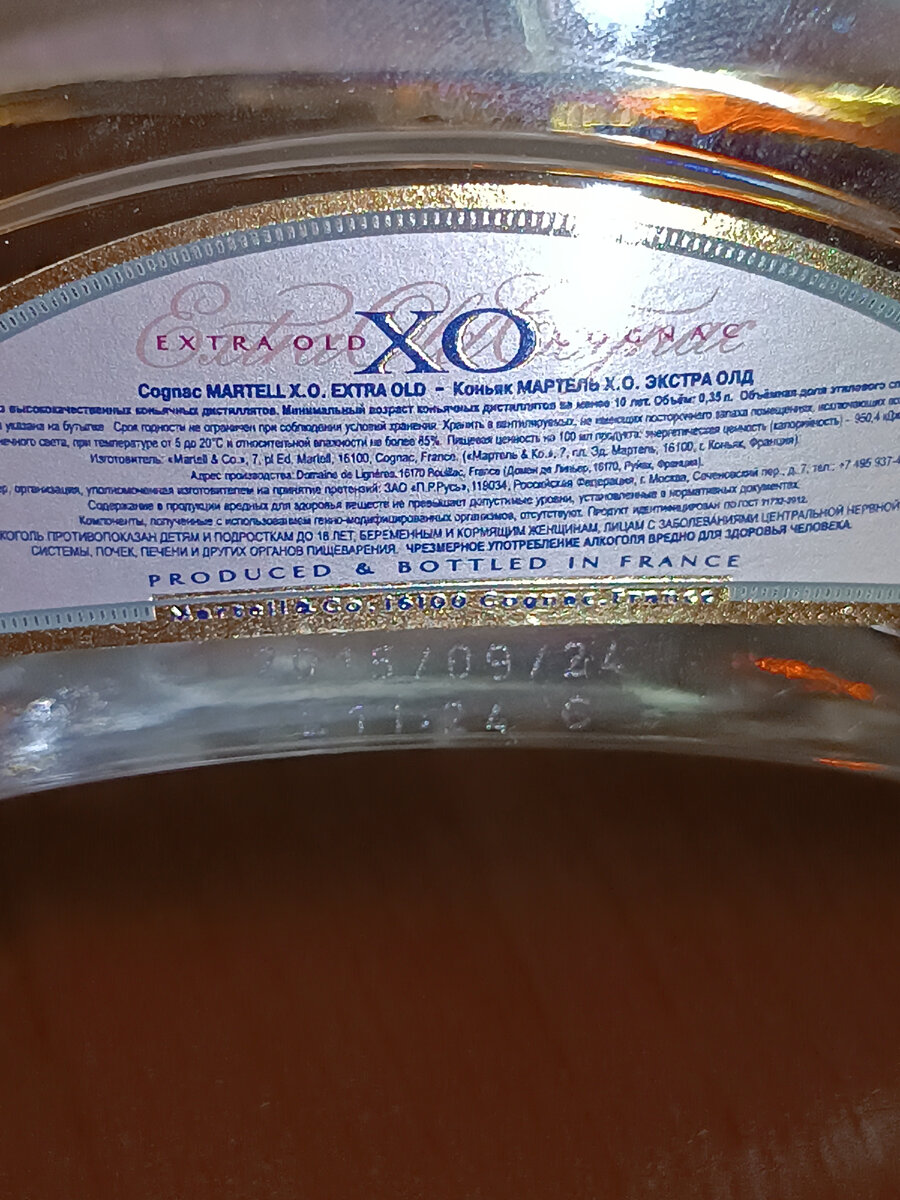 EXTRA OLD XO COGNAC
Cognac MARTELL X.O. EXTRA OLD - Коньяк МАРТЕЛЬ Х.О. ЭКСТРА ОЛД
высококачественных коньячных дистиллятов. Минимальный возраст коньячных дистиллятов не менее 10 лет. Объём: 0,35 л. Объёмная доля этилового
указана на бутылке. Срок годности не ограничен при соблюдении условий хранения. Хранить в вентилируемых, не имеющих постороннего запаха помещениях, исключающих
света, при температуре от 5 до 20°С и относительной влажности не более 85%. Пищевая ценность на 100 мл продукта: энергетическая ценность (калорийность) - 950,4
Изготовитель: «Martell & Co.», 7, pl Ed. Martell, 16100, Cognac, France. («Мартель & Ко.», 7, пл. Эд. Мартель, 16100, г. Коньяк, Франция).
Адрес производства: Domaine de Lignères, 16170 Rouillac, France (Домен де Линьер, 16170, Руйяк, Франция).
организация, уполномоченная изготовителем на принятие претензий: ЗАО «П.Р.Русь», 119034, Российская Федерация, г. Москва, Сеченовский пер., д. 7, тел.: +7 495 937-4
Содержание в продукции вредных для здоровья веществ не превышает допустимые уровни, установленные в нормативных документах.
Компоненты, полученные с использованием генно-модифицированных организмов, отсутствуют. Продукт идентифицирован по ГОСТ 31732-2012.
АЛКОГОЛЬ ПРОТИВОПОКАЗАН ДЕТЯМ И ПОДРОСТКАМ ДО 18 ЛЕТ, БЕРЕМЕННЫМ И КОРМЯЩИМ ЖЕНЩИНАМ, ЛИЦАМ С ЗАБОЛЕВАНИЯМИ ЦЕНТРАЛЬНОЙ НЕРВНОЙ
СИСТЕМЫ, ПОЧЕК, ПЕЧЕНИ И ДРУГИХ ОРГАНОВ ПИЩЕВАРЕНИЯ. ЧРЕЗМЕРНОЕ УПОТРЕБЛЕНИЕ АЛКОГОЛЯ ВРЕДНО ДЛЯ ЗДОРОВЬЯ ЧЕЛОВЕКА.
PRODUCED & BOTTLED IN FRANCE
Martell & Co. 16100 Cognac. France
2015/09/24